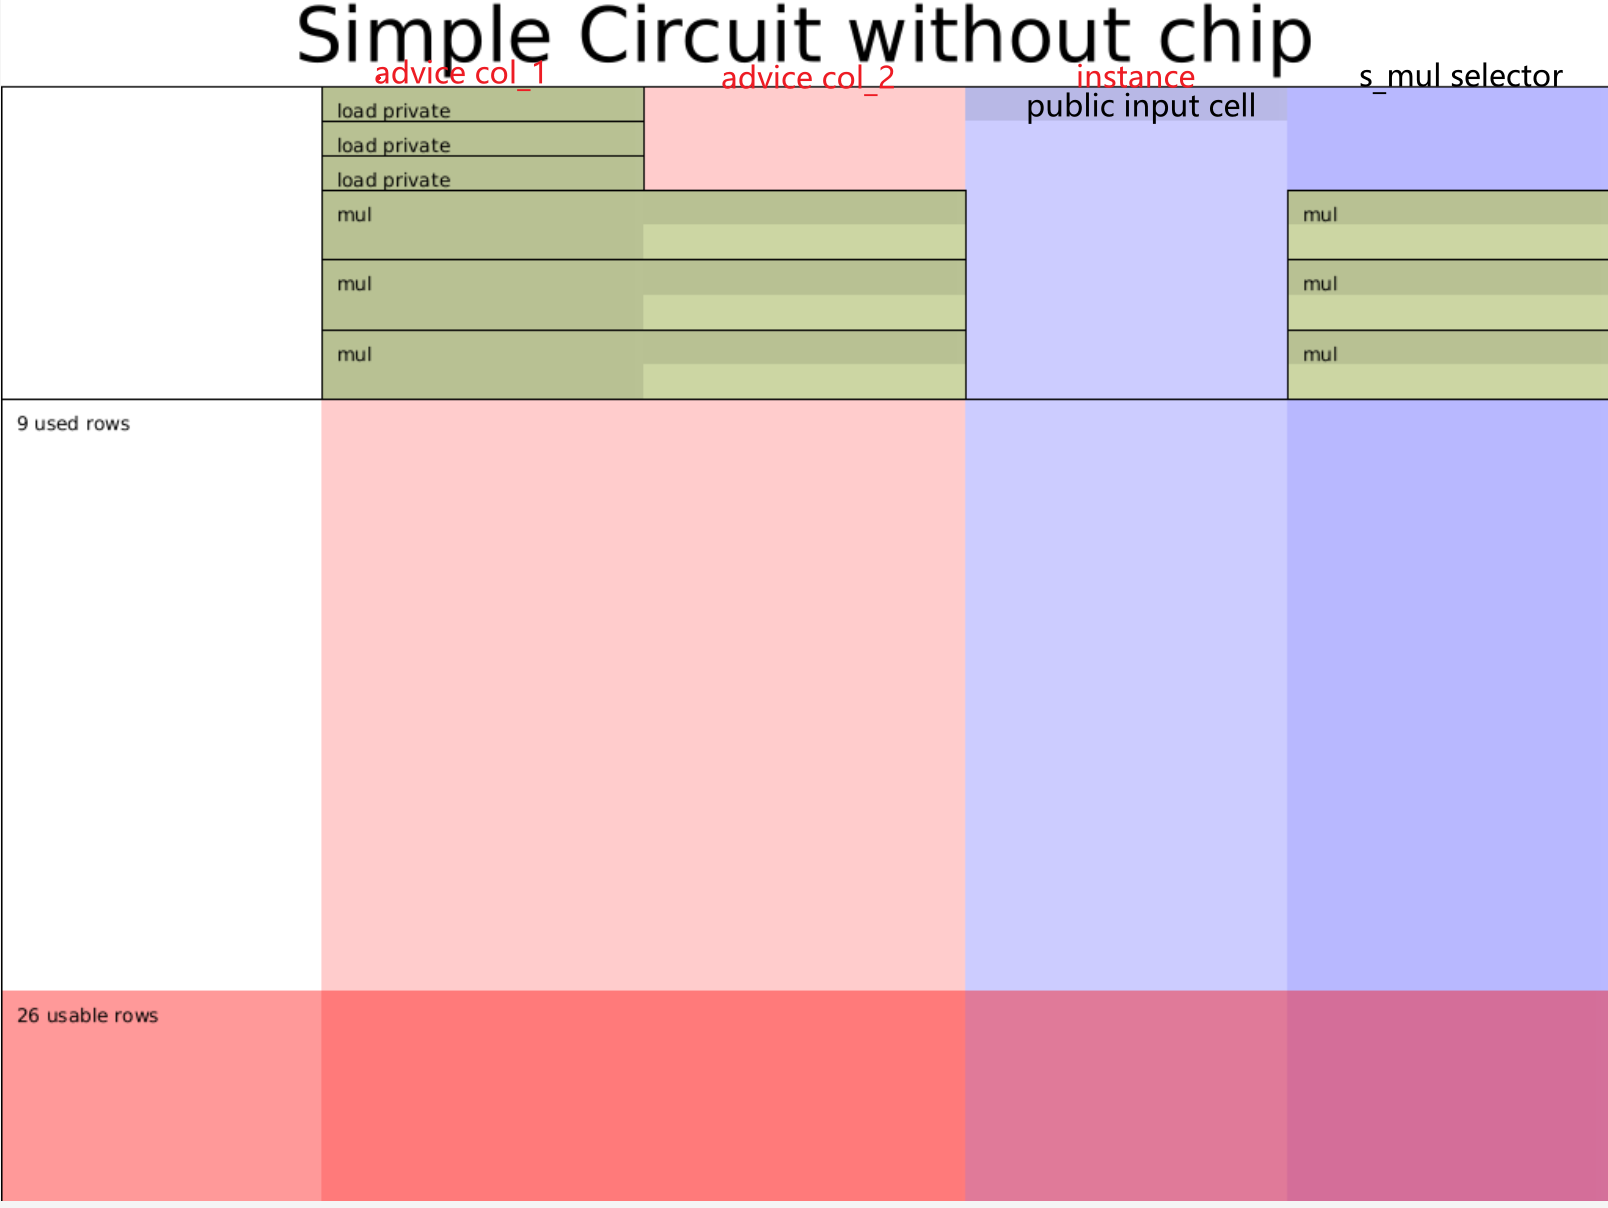 Simple Circuit without chip
advice col_1
advice col_2
instance
s_mul selector
load private
public input cell
load private
load private
mul
mul
mul
mul
mul
mul
9 used rows
26 usable rows